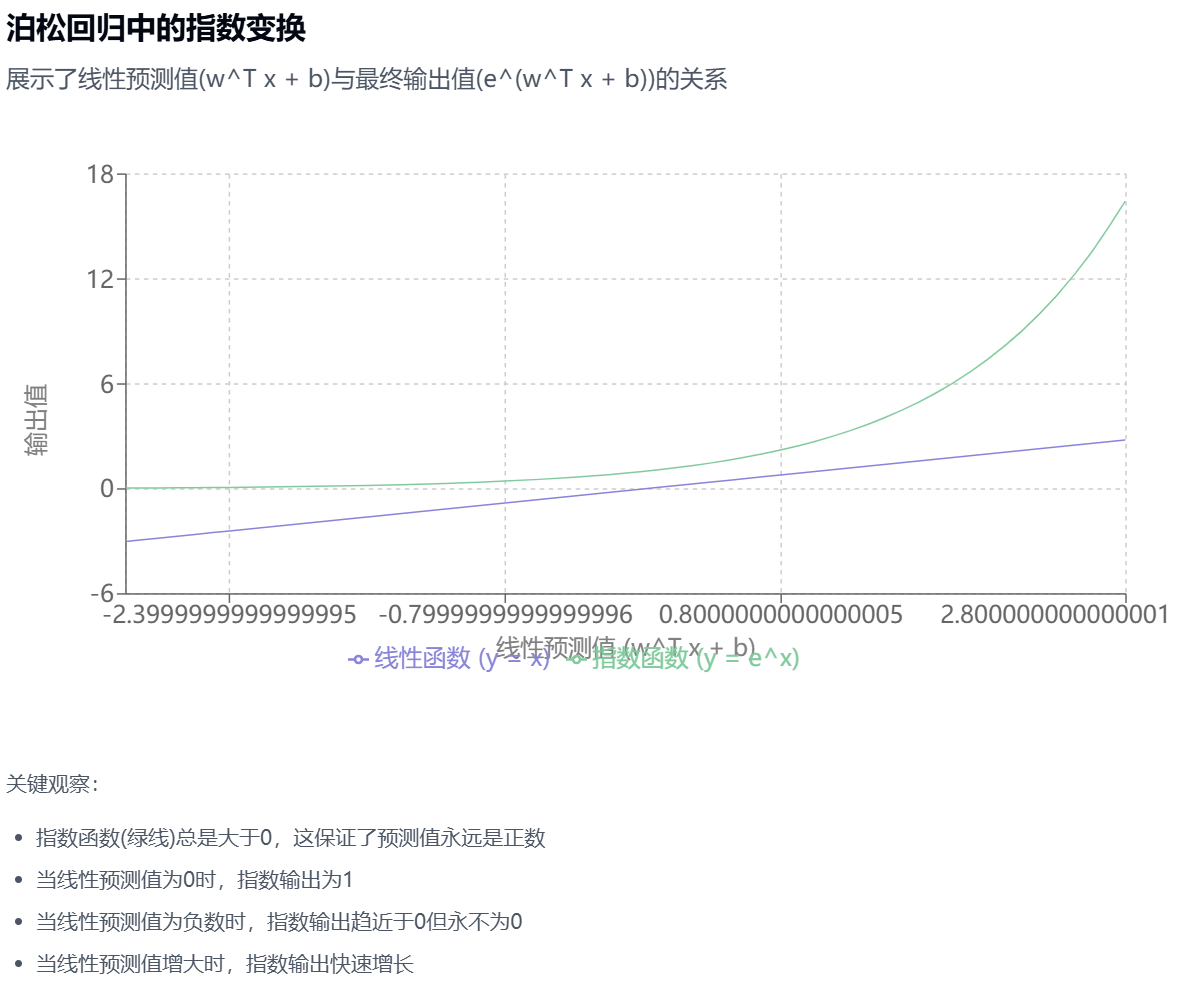 泊松回归中的指数变换
展示了线性预测值(w^T x + b)与最终输出值(e^(w^T x + b))的关系
18
12
6
0
-6
输出值
-2.3999999999999995 -0.7999999999999996 0.8000000000000005 2.800000000000001
线性预测值 (w^T x + b)
线性函数 (y = x) 指数函数 (y = e^x)
关键观察：
• 指数函数(绿线)总是大于0，这保证了预测值永远是正数
• 当线性预测值为0时，指数输出为1
• 当线性预测值为负数时，指数输出趋近于0但永不为0
• 当线性预测值增大时，指数输出快速增长